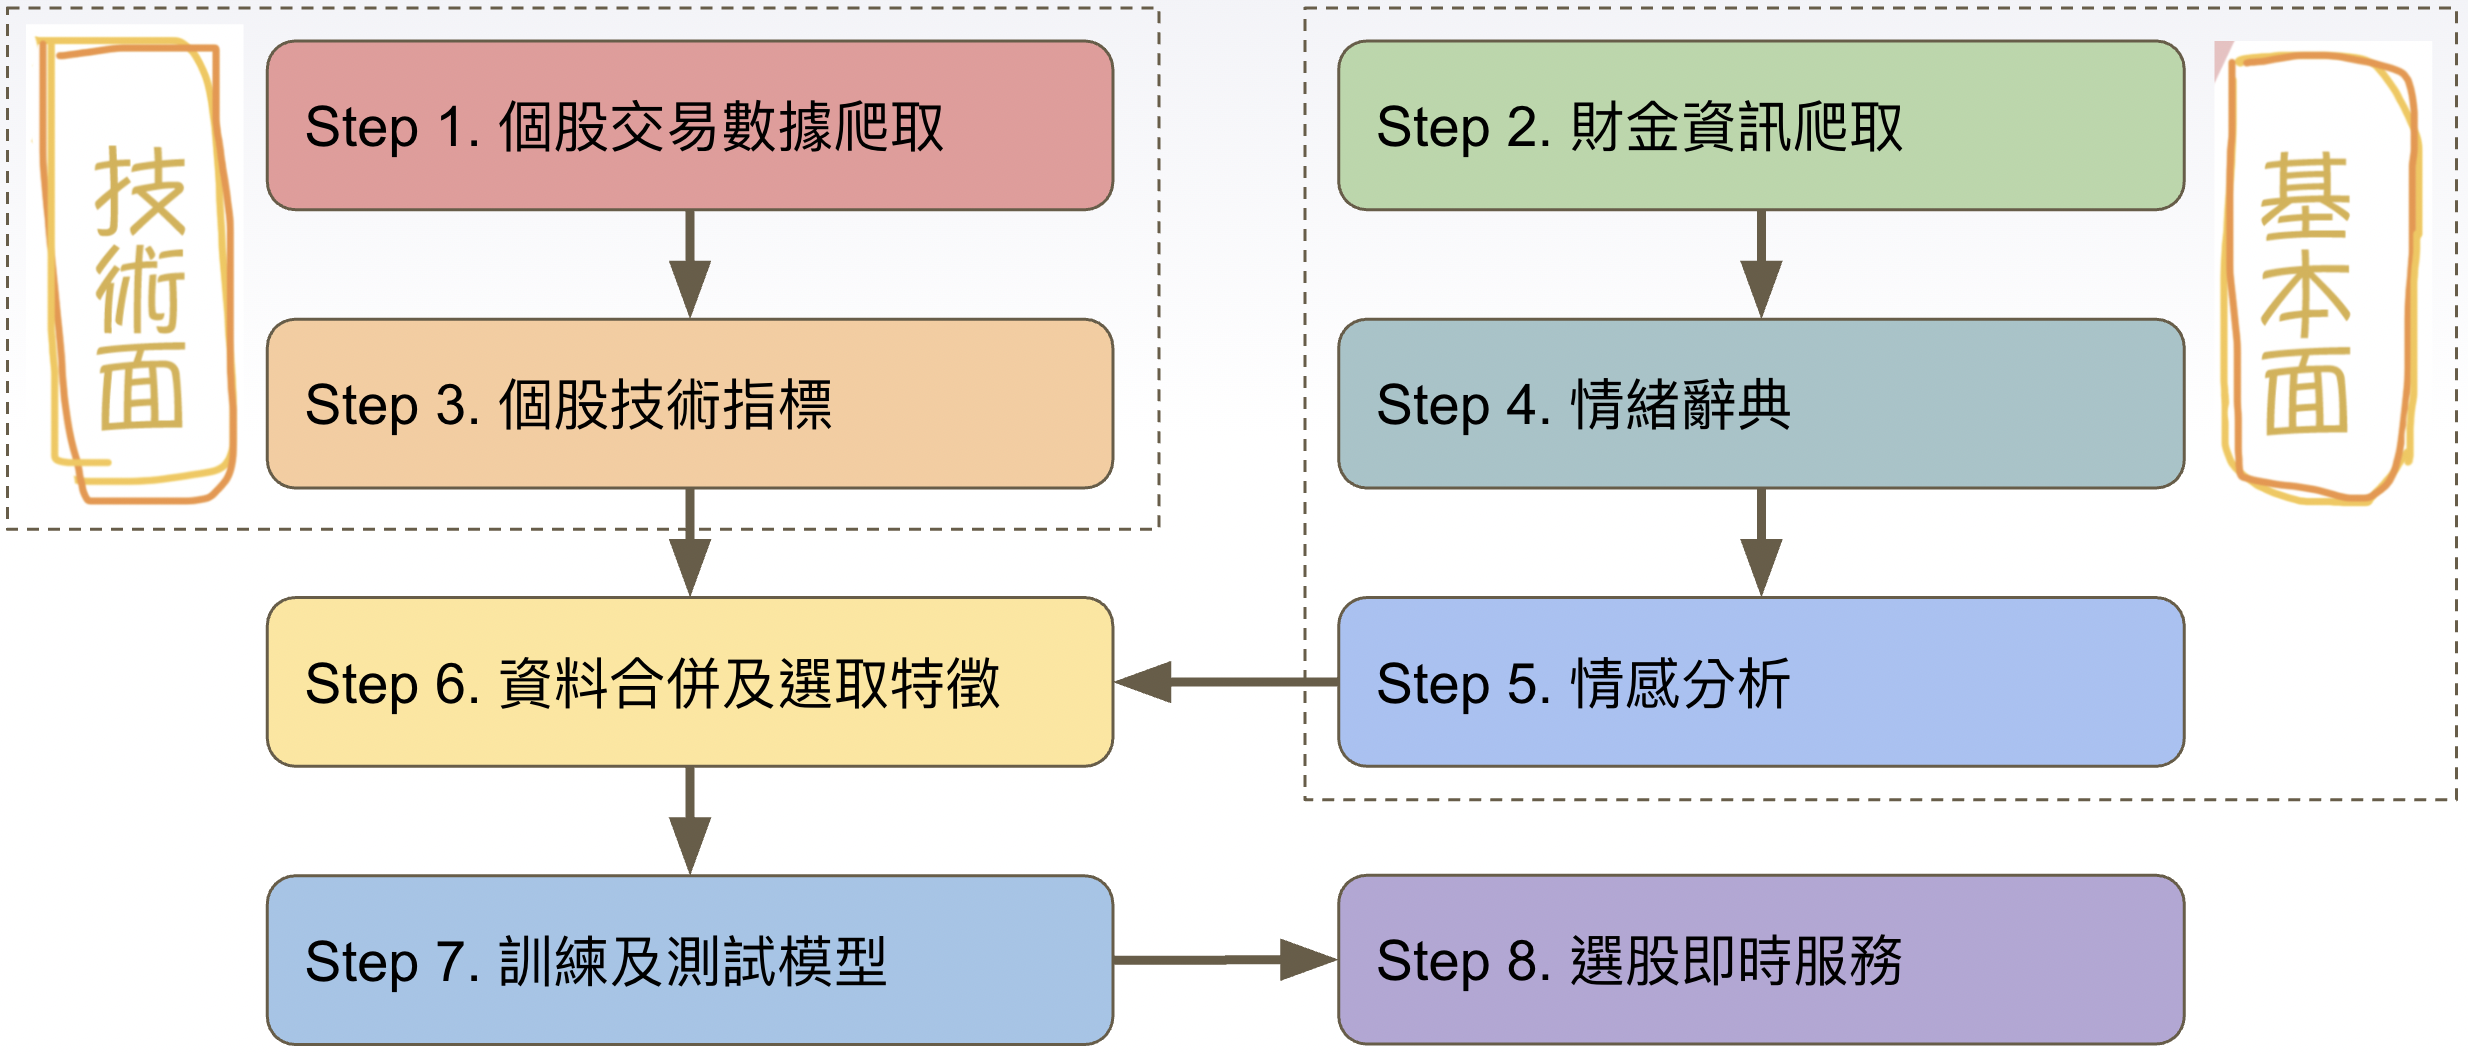 技術面
Step 1. 個股交易數據爬取
Step 2. 財金資訊爬取
基本面
Step 3. 個股技術指標
Step 4. 情緒辭典
Step 6. 資料合併及選取特徵
Step 5. 情感分析
Step 7. 訓練及測試模型
Step 8. 選股即時服務